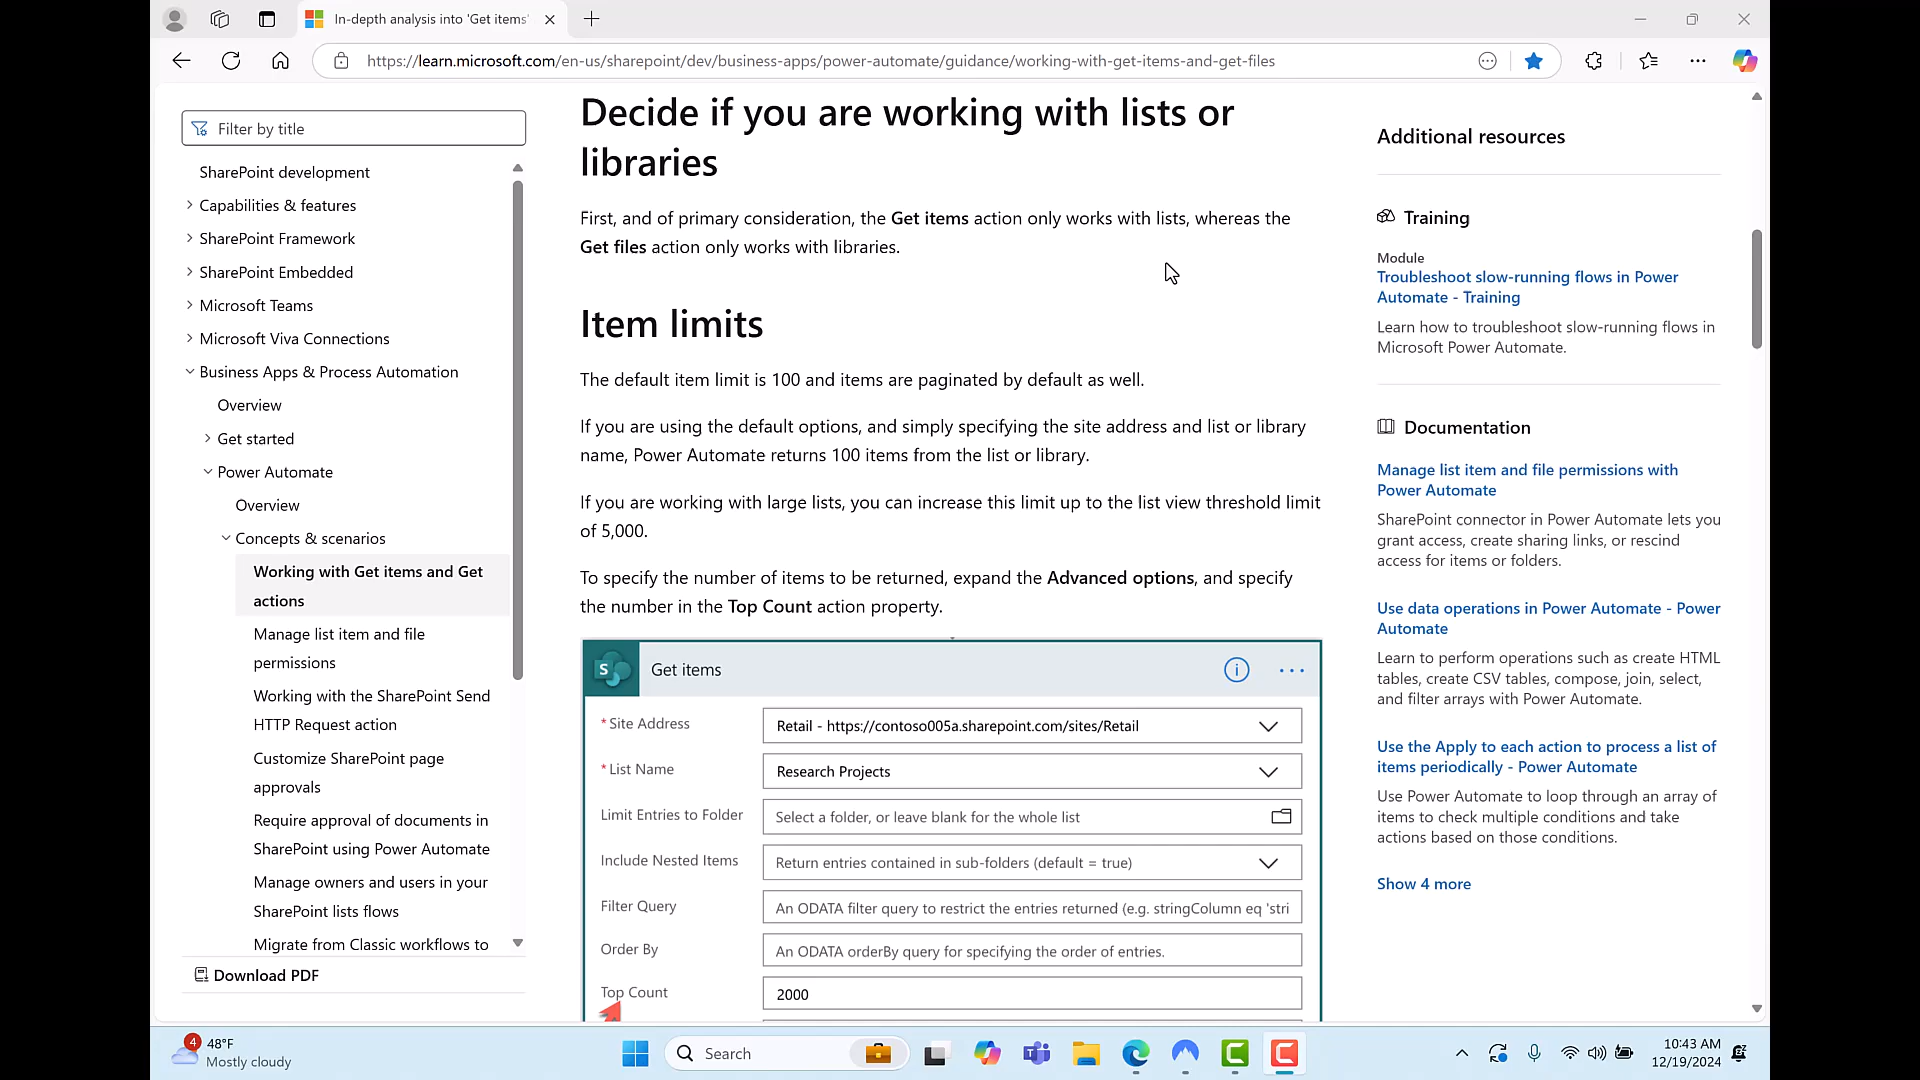 In-depth analysis into 'Get items'
https://learn.microsoft.com/en-us/sharepoint/dev/business-apps/power-automate/guidance/working-with-get-items-and-get-files
Filter by title
SharePoint development
Capabilities & features
SharePoint Framework
SharePoint Embedded
Microsoft Teams
Microsoft Viva Connections
Business Apps & Process Automation
Overview
Get started
Power Automate
Overview
Concepts & scenarios
Working with Get items and Get
actions
Manage list item and file
permissions
Working with the SharePoint Send
HTTP Request action
Customize SharePoint page
approvals
Require approval of documents in
SharePoint using Power Automate
Manage owners and users in your
SharePoint lists flows
Migrate from Classic workflows to
Download PDF
Decide if you are working with lists or
libraries
First, and of primary consideration, the Get items action only works with lists, whereas the
Get files action only works with libraries.
Item limits
The default item limit is 100 and items are paginated by default as well.
If you are using the default options, and simply specifying the site address and list or library
name, Power Automate returns 100 items from the list or library.
If you are working with large lists, you can increase this limit up to the list view threshold limit
of 5,000.
To specify the number of items to be returned, expand the Advanced options, and specify
the number in the Top Count action property.
S
Get items
* Site Address
Retail - https://contoso005a.sharepoint.com/sites/Retail
* List Name
Research Projects
Limit Entries to Folder
Select a folder, or leave blank for the whole list
Include Nested Items
Return entries contained in sub-folders (default = true)
Filter Query
An ODATA filter query to restrict the entries returned (e.g. stringColumn eq 'stri
Order By
An ODATA orderBy query for specifying the order of entries.
Top Count
2000
Additional resources
Training
Module
Troubleshoot slow-running flows in Power
Automate - Training
Learn how to troubleshoot slow-running flows in
Microsoft Power Automate.
Documentation
Manage list item and file permissions with
Power Automate
SharePoint connector in Power Automate lets you
grant access, create sharing links, or rescind
access for items or folders.
Use data operations in Power Automate - Power
Automate
Learn to perform operations such as create HTML
tables, create CSV tables, compose, join, select,
and filter arrays with Power Automate.
Use the Apply to each action to process a list of
items periodically - Power Automate
Use Power Automate to loop through an array of
items to check multiple conditions and take
actions based on those conditions.
Show 4 more
4
48°F
Mostly cloudy
Search
10:43 AM
12/19/2024